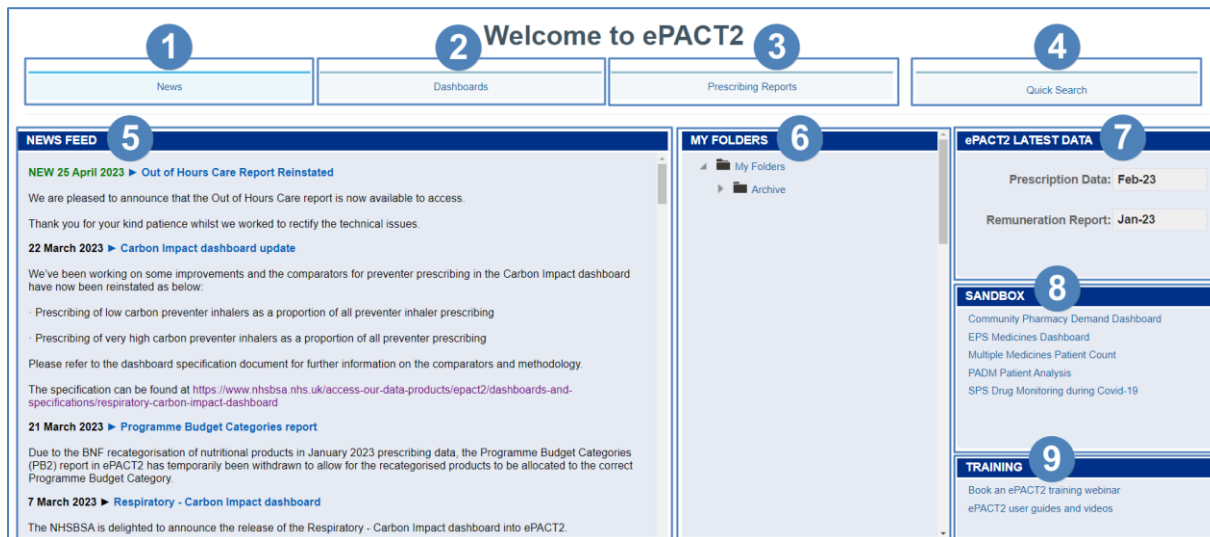 Welcome to ePACT2
1
2
3
4
News
Dashboards
Prescribing Reports
Quick Search
NEWS FEED
5
NEW 25 April 2023 ► Out of Hours Care Report Reinstated
We are pleased to announce that the Out of Hours Care report is now available to access.
Thank you for your kind patience whilst we worked to rectify the technical issues.
22 March 2023 ► Carbon Impact dashboard update
We've been working on some improvements and the comparators for preventer prescribing in the Carbon Impact dashboard
have now been reinstated as below:
· Prescribing of low carbon preventer inhalers as a proportion of all preventer inhaler prescribing
· Prescribing of very high carbon preventer inhalers as a proportion of all preventer prescribing
Please refer to the dashboard specification document for further information on the comparators and methodology.
The specification can be found at https://www.nhsbsa.nhs.uk/access-our-data-products/epact2/dashboards-and-
specifications/respiratory-carbon-impact-dashboard
21 March 2023 ► Programme Budget Categories report
Due to the BNF recategorisation of nutritional products in January 2023 prescribing data, the Programme Budget Categories
(PB2) report in ePACT2 has temporarily been withdrawn to allow for the recategorised products to be allocated to the correct
Programme Budget Category.
7 March 2023 ► Respiratory - Carbon Impact dashboard
The NHSBSA is delighted to announce the release of the Respiratory - Carbon Impact dashboard into ePACT2.
MY FOLDERS
6
My Folders
Archive
ePACT2 LATEST DATA
7
Prescription Data: Feb-23
Remuneration Report: Jan-23
SANDBOX
8
Community Pharmacy Demand Dashboard
EPS Medicines Dashboard
Multiple Medicines Patient Count
PADM Patient Analysis
SPS Drug Monitoring during Covid-19
TRAINING
9
Book an ePACT2 training webinar
ePACT2 user guides and videos